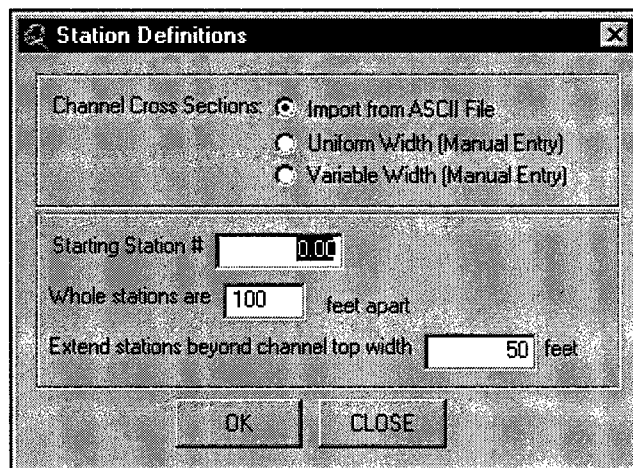 Station Definitions
Channel Cross Sections: Import from ASCII File
Uniform Width (Manual Entry)
Variable Width (Manual Entry)
Starting Station # 0.00
Whole stations are 100 feet apart
Extend stations beyond channel top width 50 feet
OK CLOSE